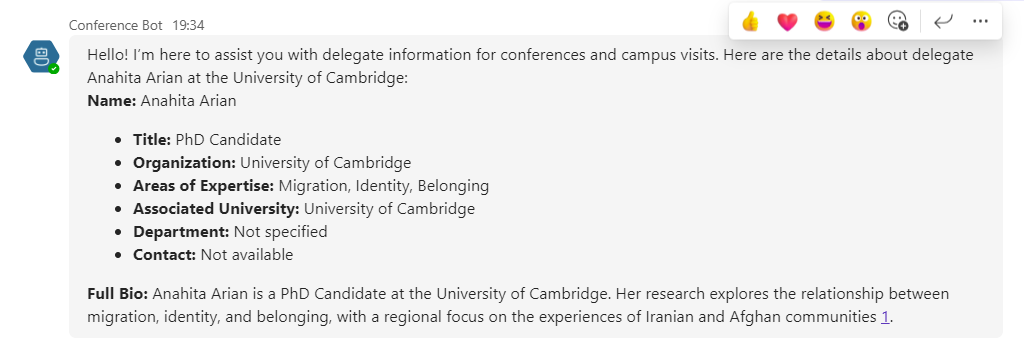 Conference Bot 19:34
Hello! I'm here to assist you with delegate information for conferences and campus visits. Here are the details about delegate
Anahita Arian at the University of Cambridge:
Name: Anahita Arian
• Title: PhD Candidate
• Organization: University of Cambridge
• Areas of Expertise: Migration, Identity, Belonging
• Associated University: University of Cambridge
• Department: Not specified
• Contact: Not available
Full Bio: Anahita Arian is a PhD Candidate at the University of Cambridge. Her research explores the relationship between
migration, identity, and belonging, with a regional focus on the experiences of Iranian and Afghan communities 1.